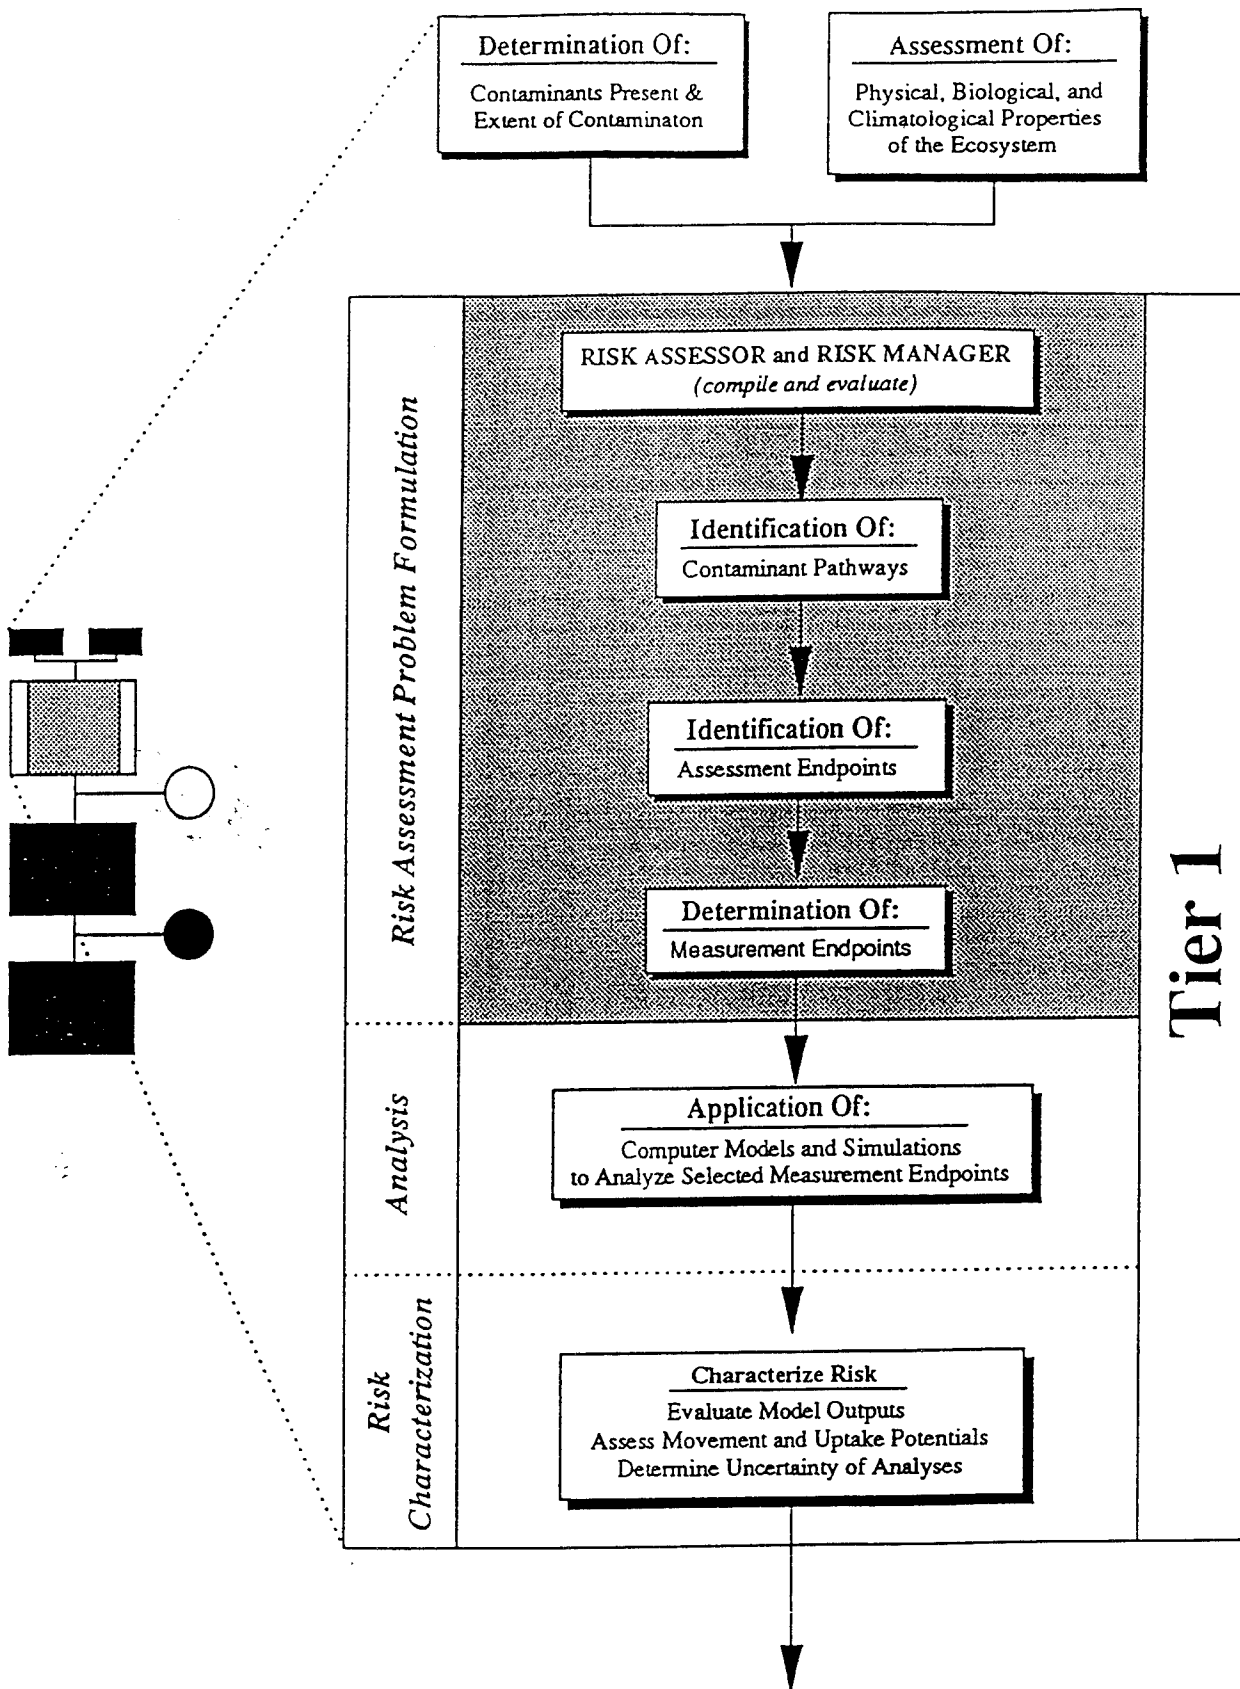 Determination Of:
Contaminants Present &
Extent of Contaminaton
Assessment Of:
Physical, Biological, and
Climatological Properties
of the Ecosystem
Risk Assessment Problem Formulation
RISK ASSESSOR and RISK MANAGER
(compile and evaluate)
Identification Of:
Contaminant Pathways
Identification Of:
Assessment Endpoints
Determination Of:
Measurement Endpoints
Tier 1
Analysis
Application Of:
Computer Models and Simulations
to Analyze Selected Measurement Endpoints
Risk
Characterization
Characterize Risk
Evaluate Model Outputs
Assess Movement and Uptake Potentials
Determine Uncertainty of Analyses